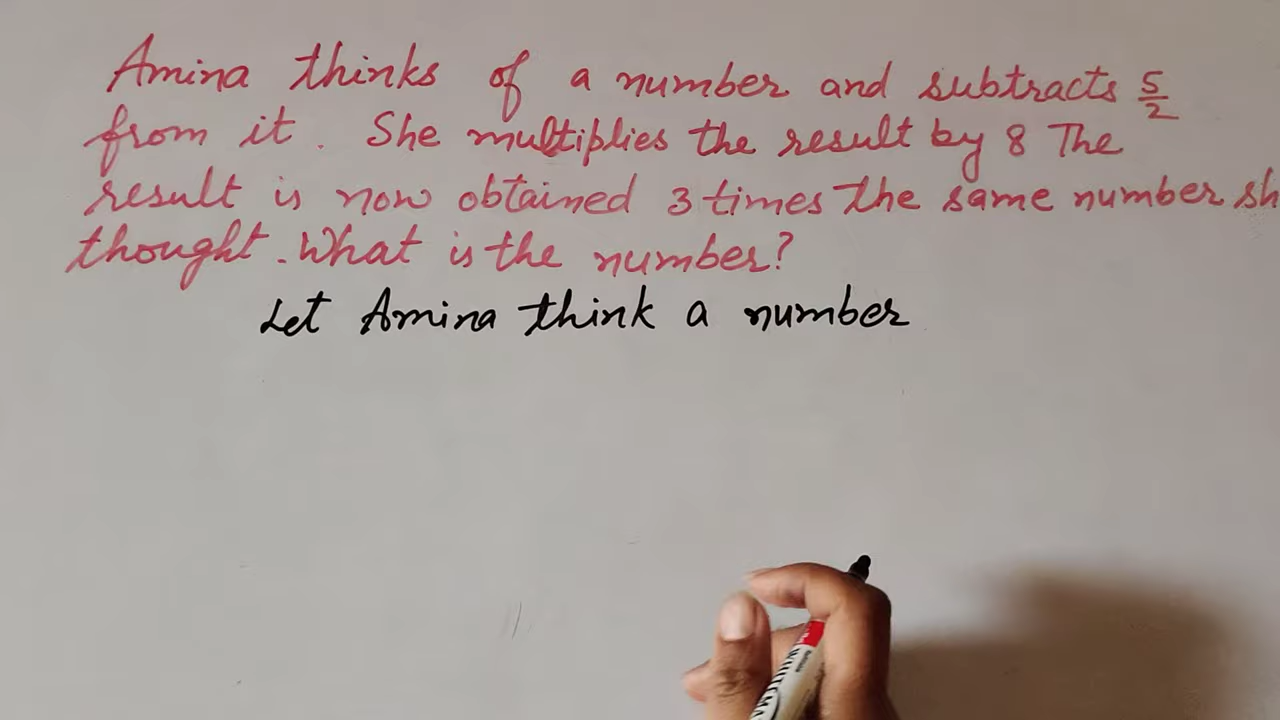 Amina thinks of a number and subtracts 5/2
from it. She multiplies the result by 8 The
result is now obtained 3 times the same number sh
thought. What is the number?
Let Amina think a number